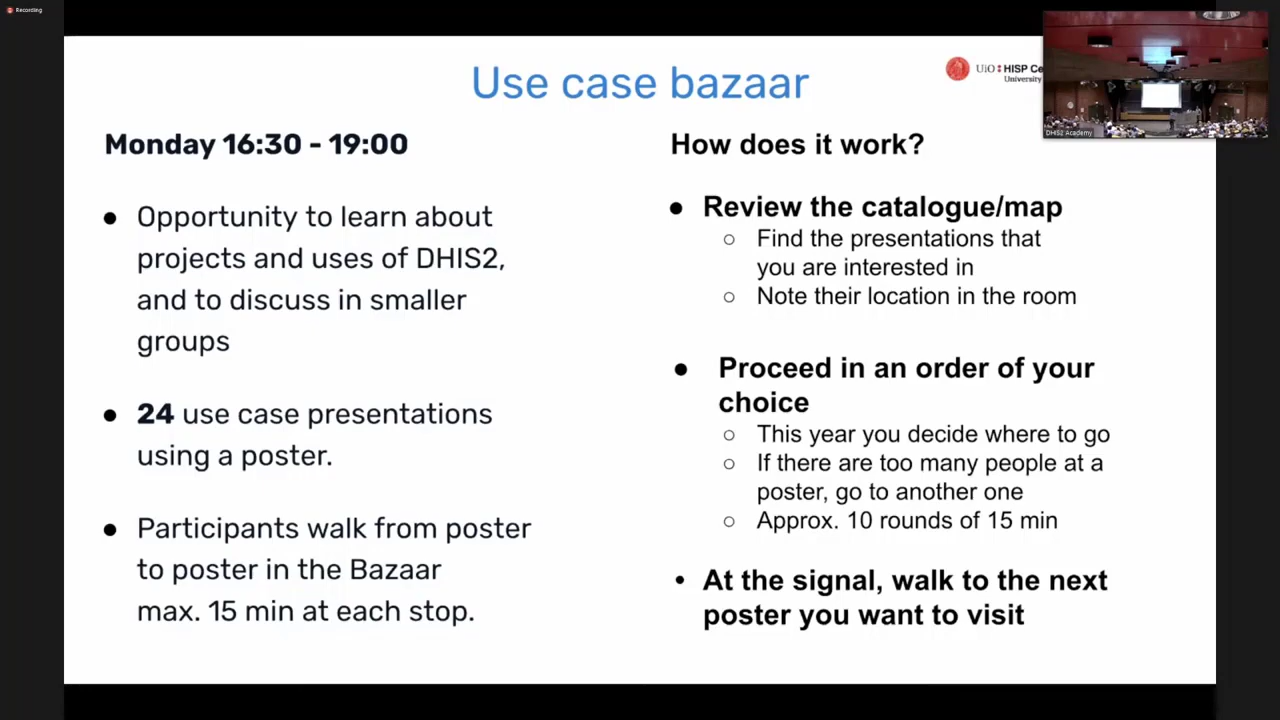 Recording
Use case bazaar
UiO : HISP Ce
University
DHIS2 Academy
Monday 16:30 - 19:00
● Opportunity to learn about
projects and uses of DHIS2,
and to discuss in smaller
groups
● 24 use case presentations
using a poster.
● Participants walk from poster
to poster in the Bazaar
max. 15 min at each stop.
How does it work?
● Review the catalogue/map
○ Find the presentations that
you are interested in
○ Note their location in the room
● Proceed in an order of your
choice
○ This year you decide where to go
○ If there are too many people at a
poster, go to another one
○ Approx. 10 rounds of 15 min
• At the signal, walk to the next
poster you want to visit